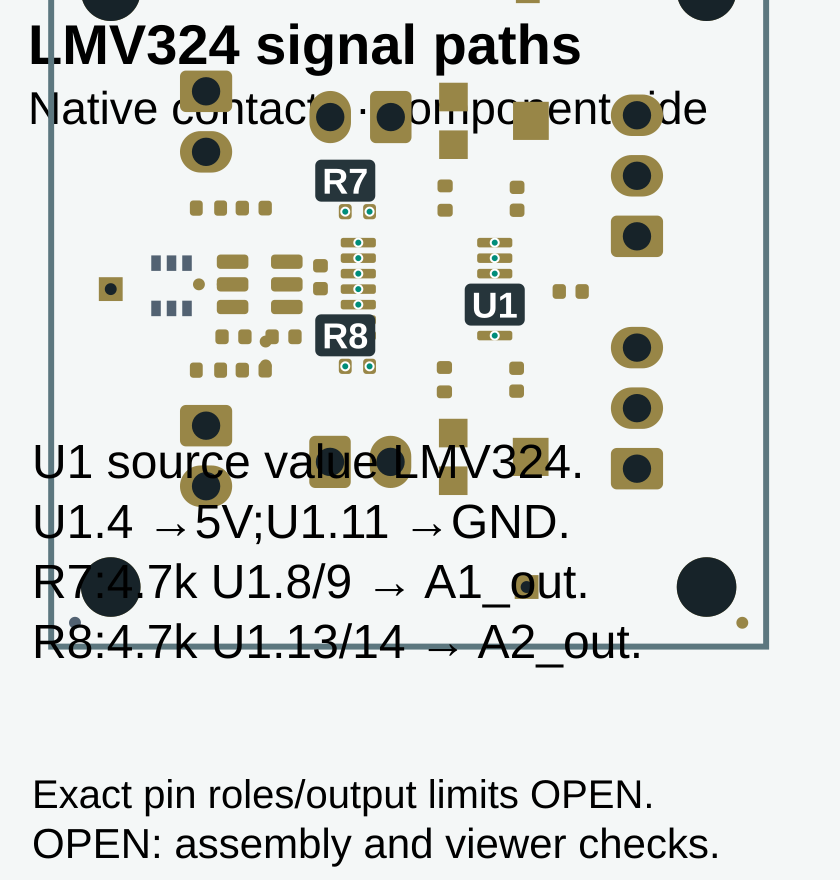 LMV324 signal paths
Native contacts · component side
R7
U1
R8
U1 source value LMV324.
U1.4 →5V;U1.11 →GND.
R7:4.7k U1.8/9 → A1_out.
R8:4.7k U1.13/14 → A2_out.
Exact pin roles/output limits OPEN.
OPEN: assembly and viewer checks.